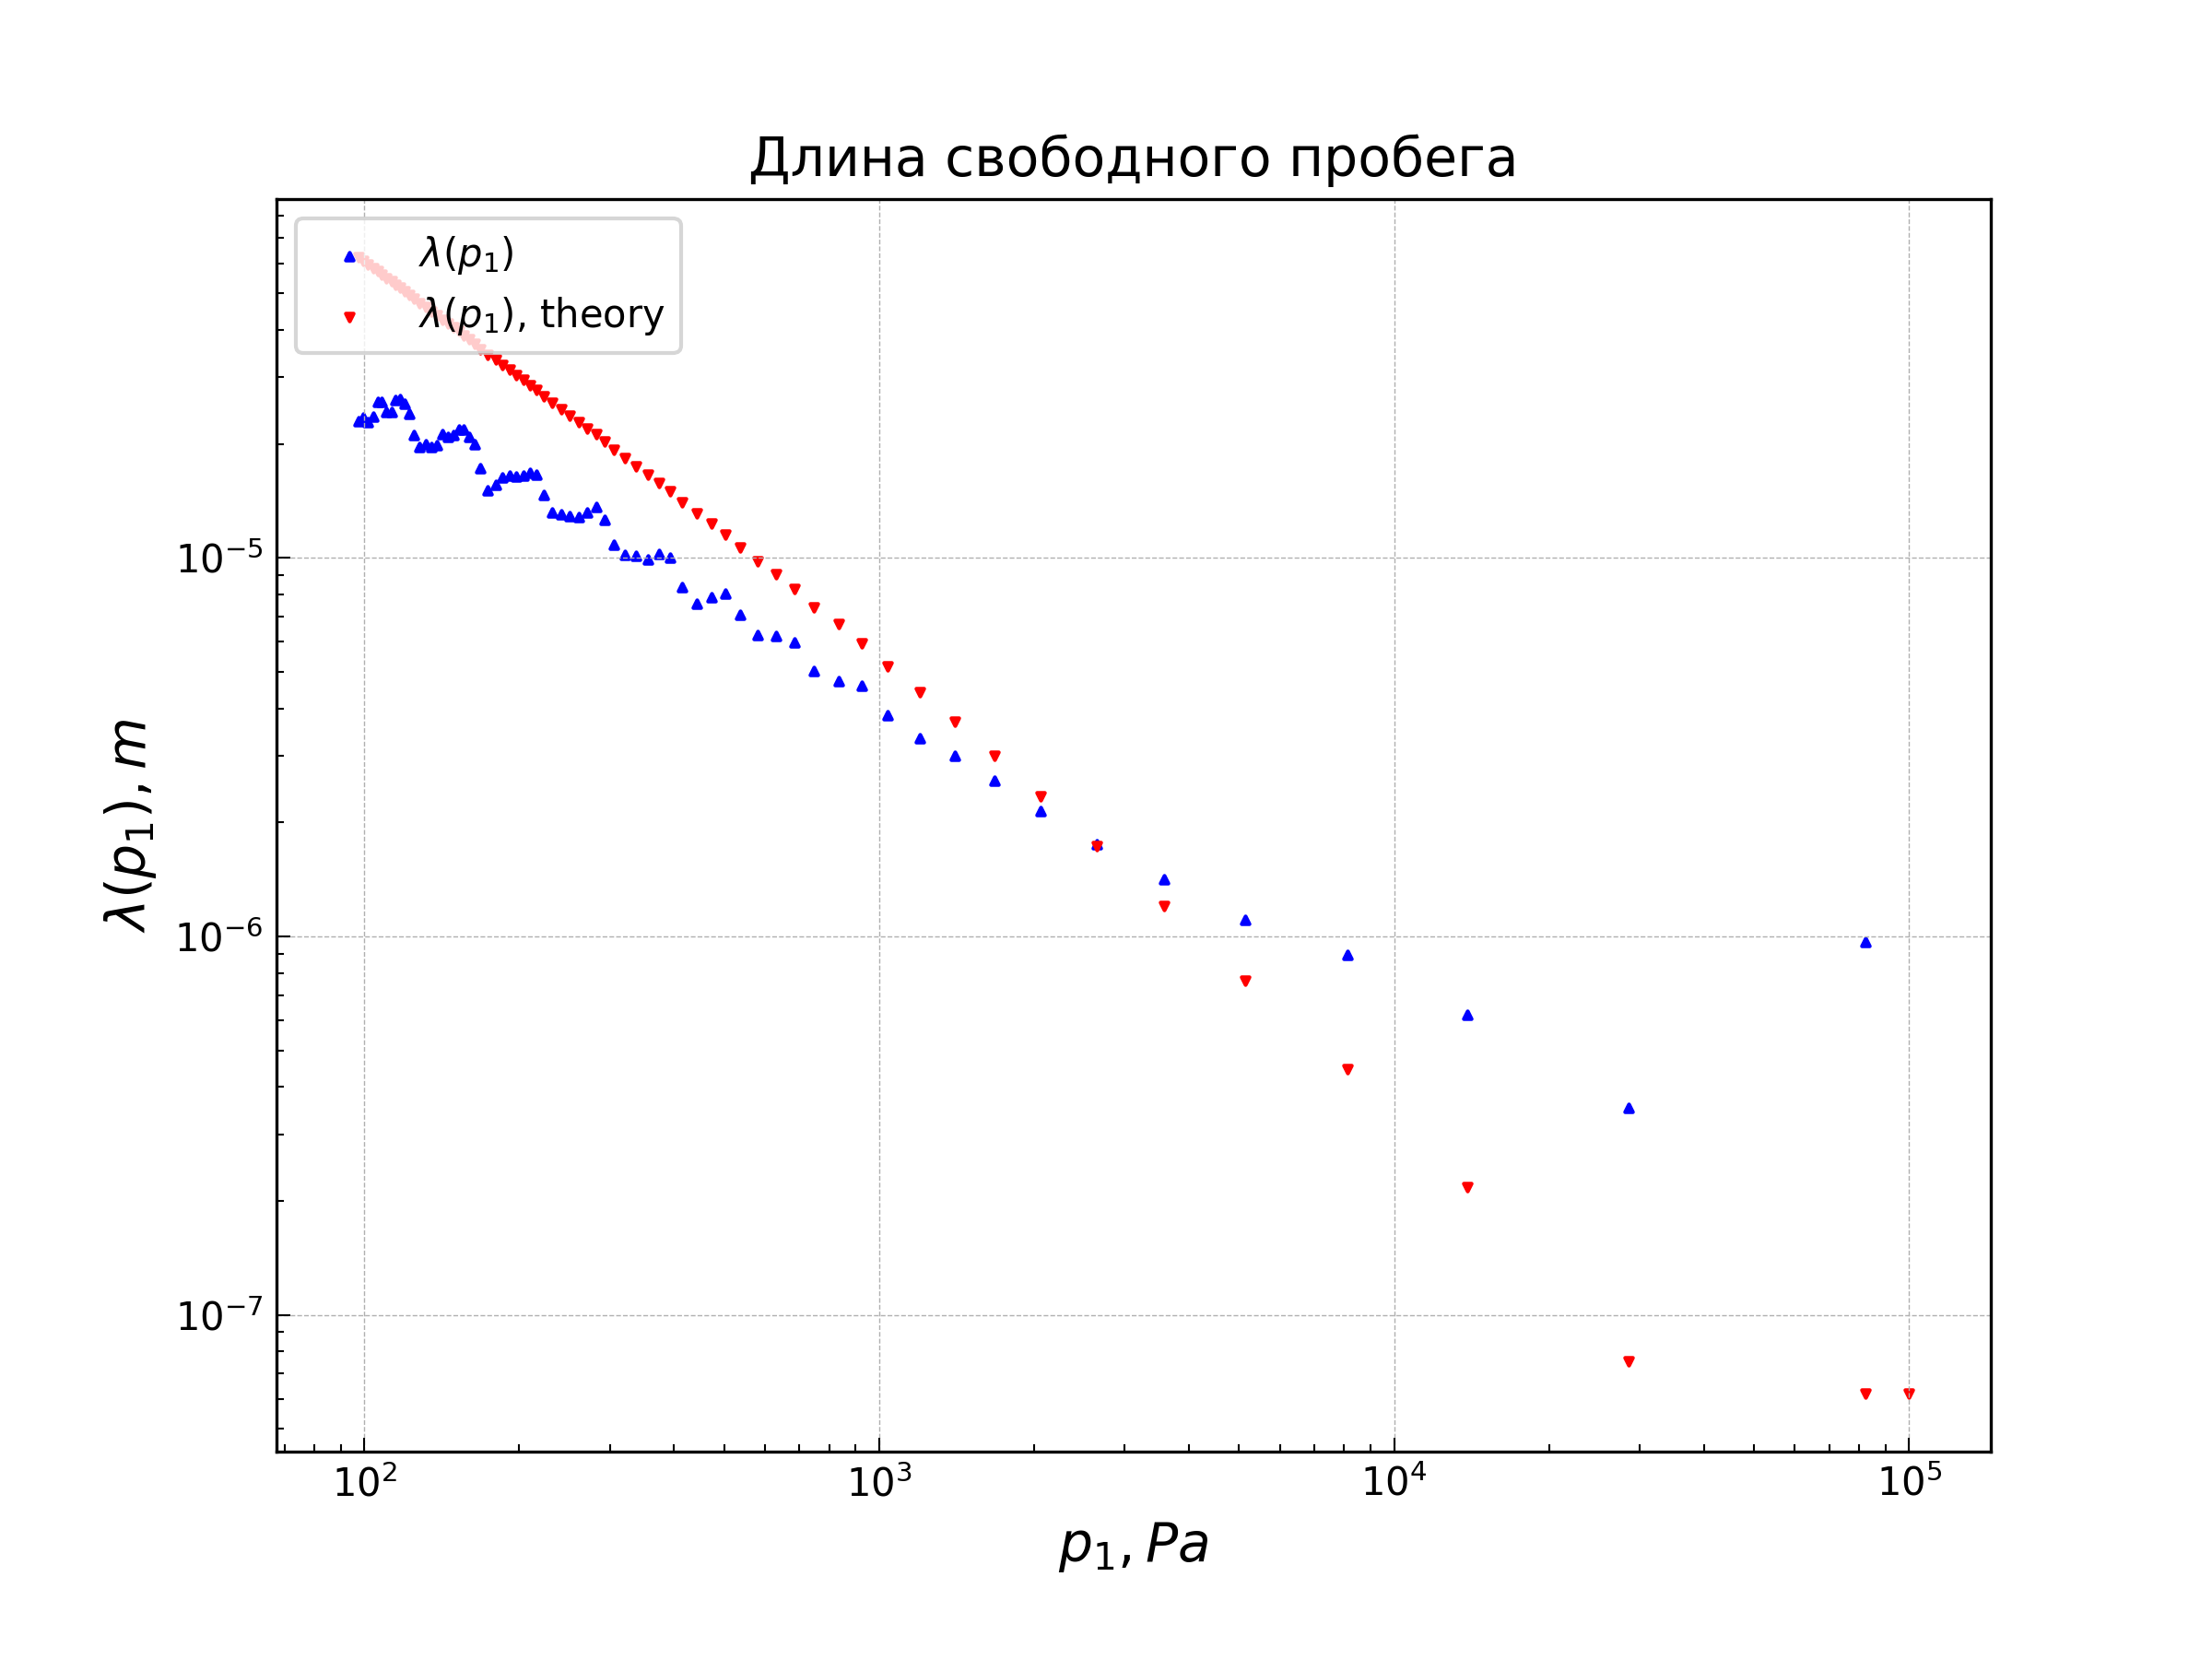 Длина свободного пробега
λ(p₁)
λ(p₁), theory
10⁻⁵
10⁻⁶
10⁻⁷
λ(p₁), m
10² 10³ 10⁴ 10⁵
p₁, Pa